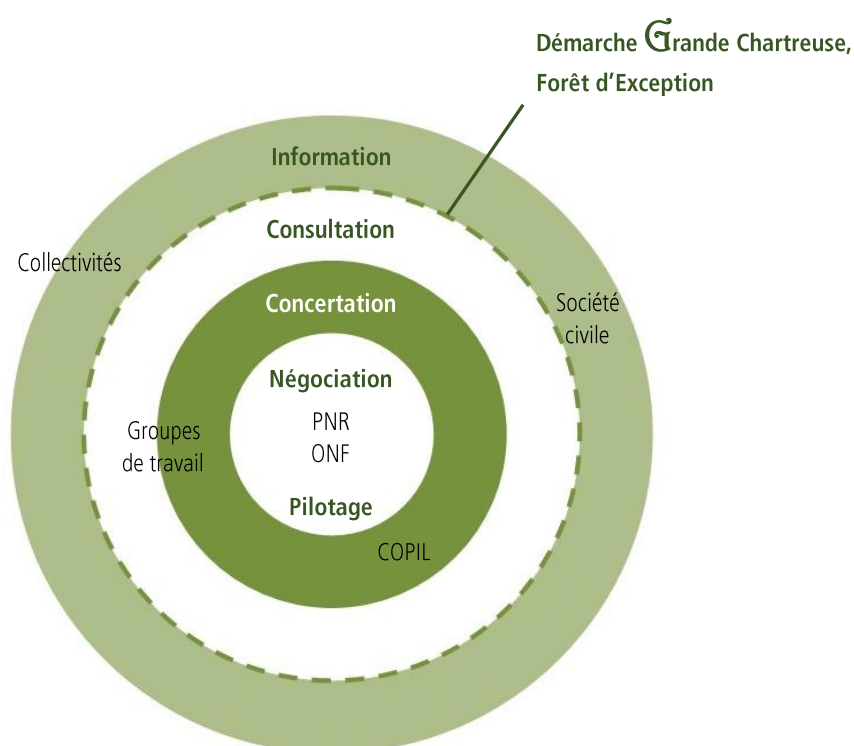 Démarche Grande Chartreuse,
Forêt d'Exception
Information
Consultation
Collectivités
Concertation
Société
civile
Négociation
PNR
ONF
Groupes
de travail
Pilotage
COPIL